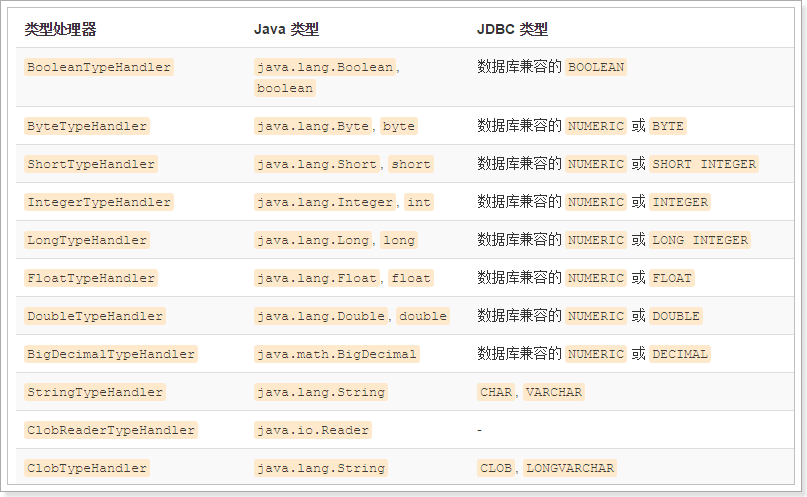 类型处理器 Java 类型 JDBC 类型
BooleanTypeHandler java.lang.Boolean, 数据库兼容的 BOOLEAN
boolean
ByteTypeHandler java.lang.Byte, byte 数据库兼容的 NUMERIC 或 BYTE
ShortTypeHandler java.lang.Short, short 数据库兼容的 NUMERIC 或 SHORT INTEGER
IntegerTypeHandler java.lang.Integer, int 数据库兼容的 NUMERIC 或 INTEGER
LongTypeHandler java.lang.Long, long 数据库兼容的 NUMERIC 或 LONG INTEGER
FloatTypeHandler java.lang.Float, float 数据库兼容的 NUMERIC 或 FLOAT
DoubleTypeHandler java.lang.Double, double 数据库兼容的 NUMERIC 或 DOUBLE
BigDecimalTypeHandler java.math.BigDecimal 数据库兼容的 NUMERIC 或 DECIMAL
StringTypeHandler java.lang.String CHAR, VARCHAR
ClobReaderTypeHandler java.io.Reader -
ClobTypeHandler java.lang.String CLOB, LONGVARCHAR